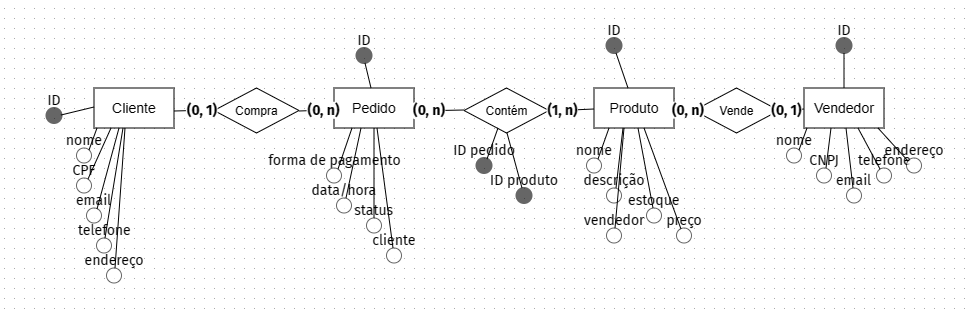 ID
Cliente
nome
CPF
email
telefone
endereço
(0, 1)
Compra
(0, n)
ID
Pedido
forma de pagamento
data/hora
status
cliente
(0, n)
Contém
ID pedido
ID produto
(1, n)
ID
Produto
nome
descrição
estoque
vendedor
preço
(0, n)
Vende
(0, 1)
ID
Vendedor
nome
CNPJ
email
telefone
endereço